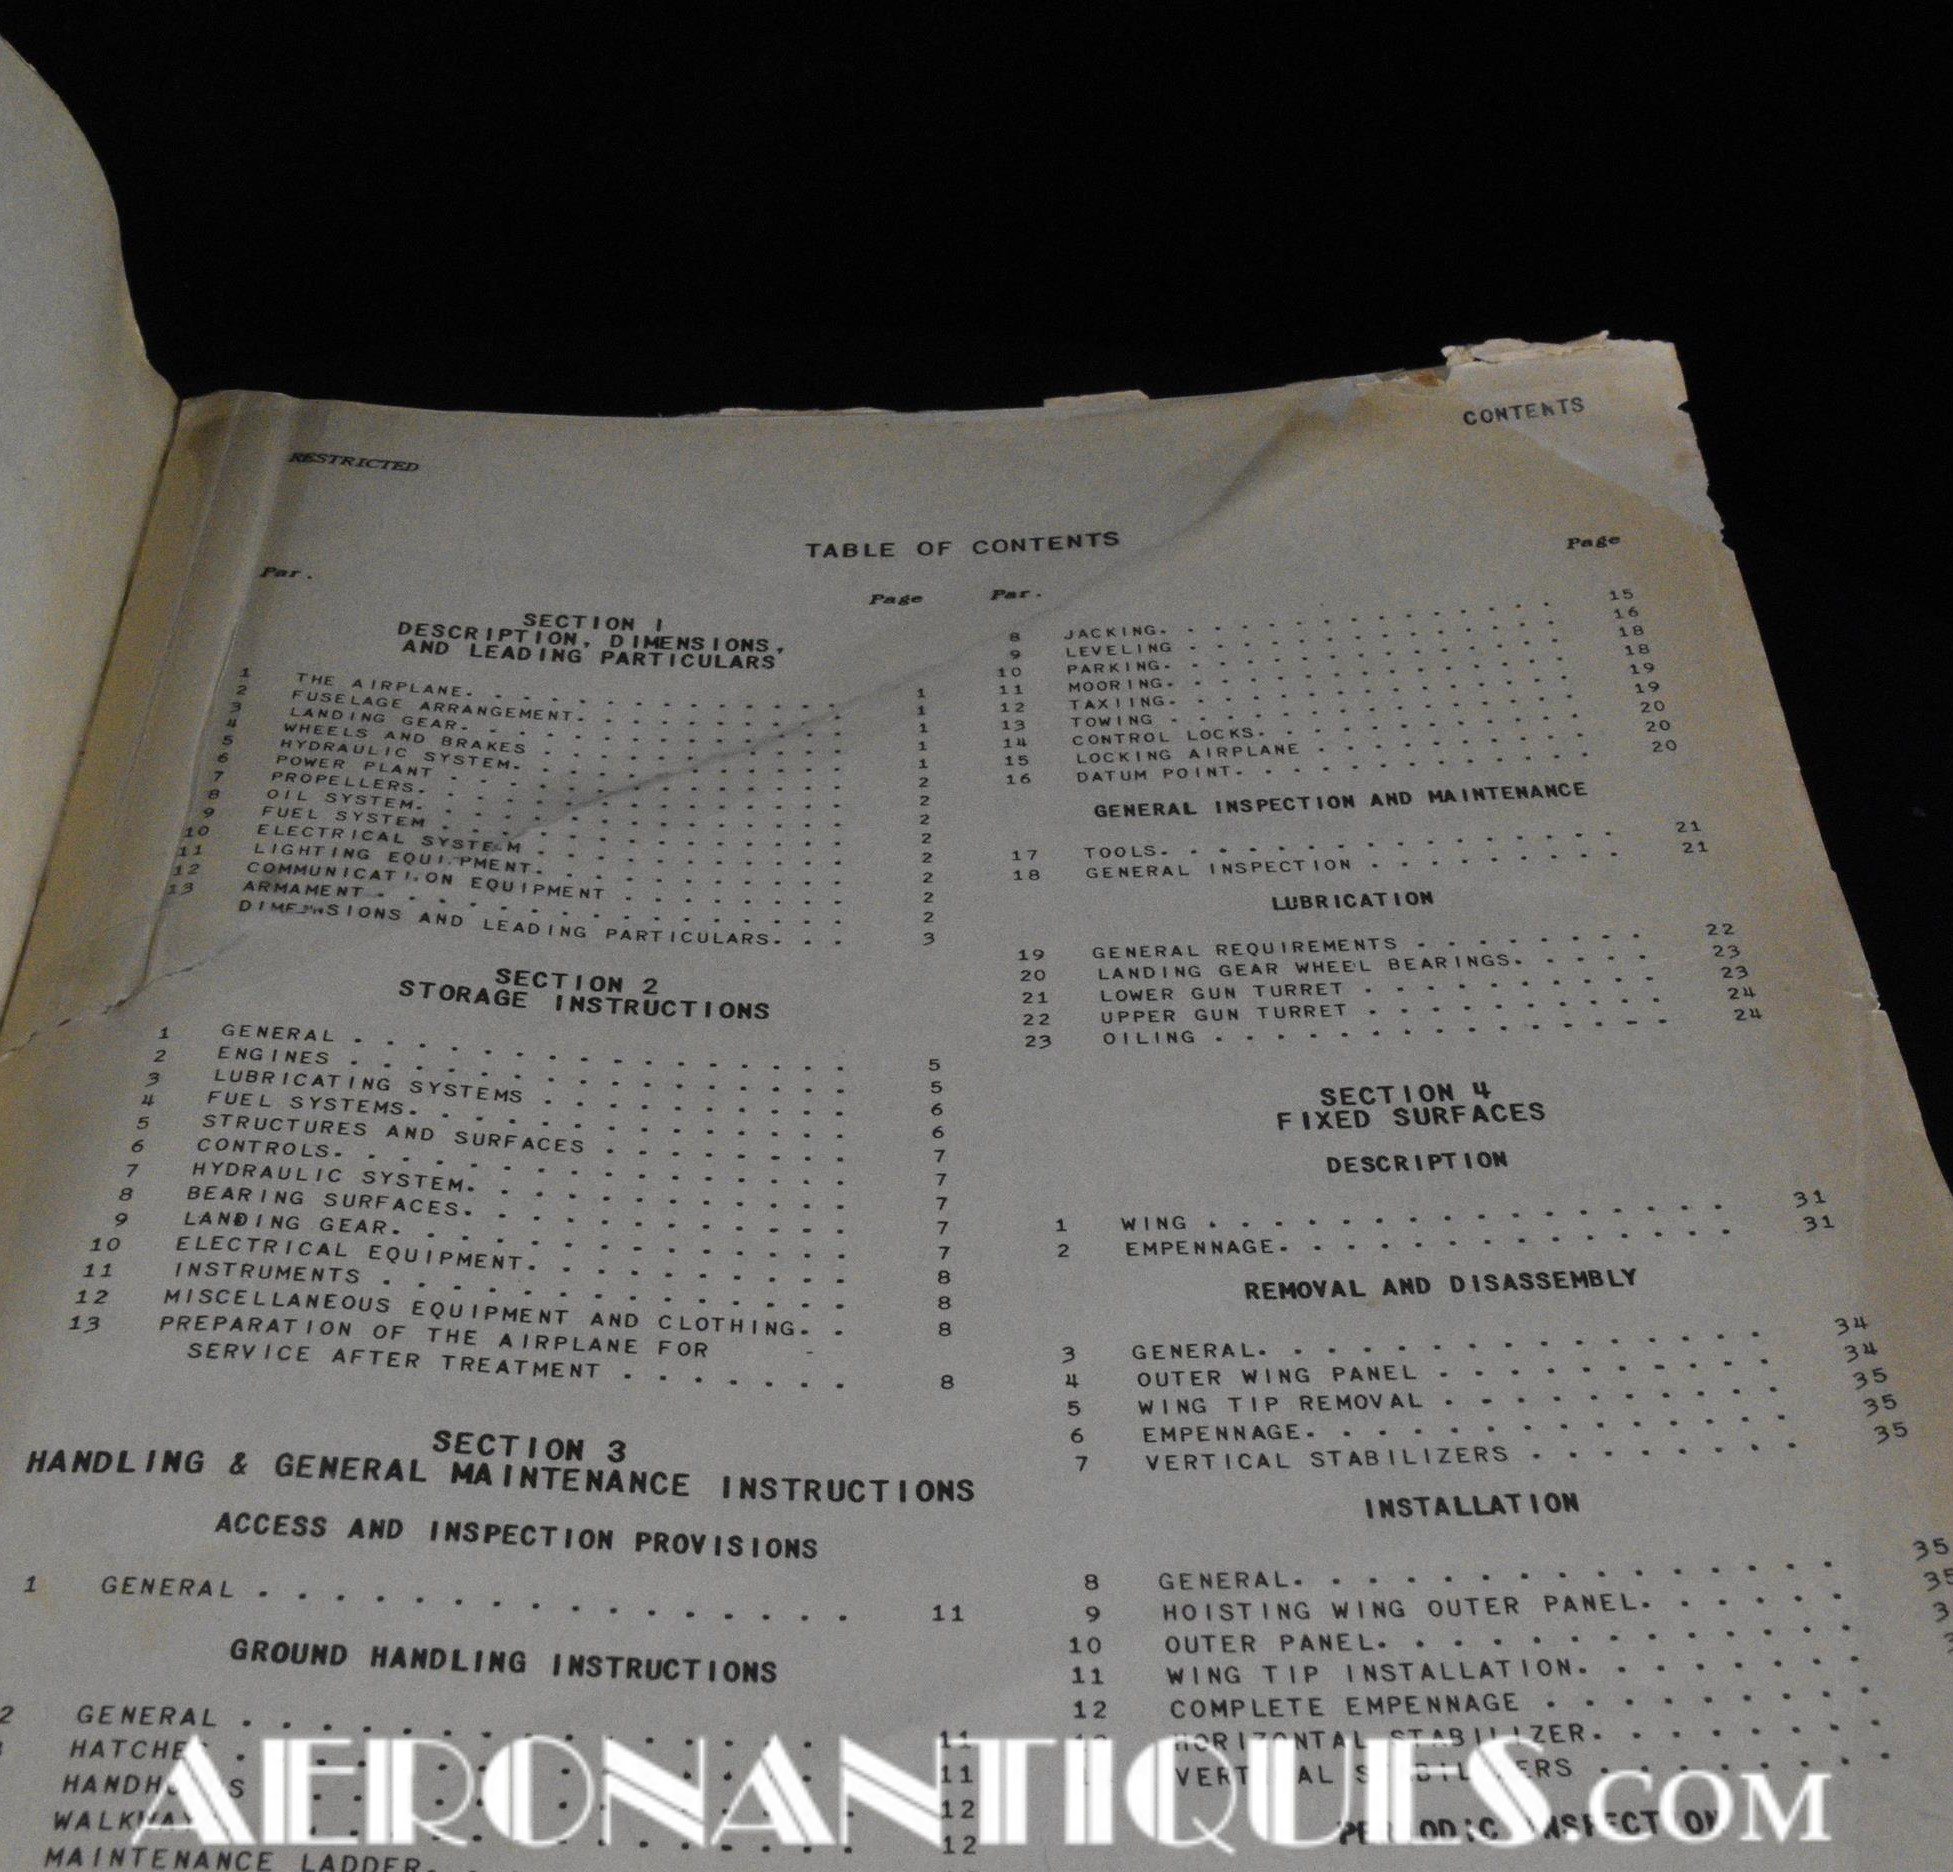 RESTRICTED
CONTENTS
TABLE OF CONTENTS
Par.
Page
SECTION 1
DESCRIPTION, DIMENSIONS,
AND LEADING PARTICULARS
1 THE AIRPLANE. . . . . . . . . . . 1
2 FUSELAGE ARRANGEMENT. . . . . . . . 1
3 LANDING GEAR. . . . . . . . . . . 1
4 WHEELS AND BRAKES . . . . . . . . . 1
5 HYDRAULIC SYSTEM. . . . . . . . . . 1
6 POWER PLANT . . . . . . . . . . . 2
7 PROPELLERS. . . . . . . . . . . . 2
8 OIL SYSTEM. . . . . . . . . . . . 2
9 FUEL SYSTEM . . . . . . . . . . . 2
10 ELECTRICAL SYSTEM . . . . . . . . . 2
11 LIGHTING EQUIPMENT. . . . . . . . . 2
12 COMMUNICATION EQUIPMENT . . . . . . . 2
13 ARMAMENT . . . . . . . . . . . . 2
DIMENSIONS AND LEADING PARTICULARS. . . 3
SECTION 2
STORAGE INSTRUCTIONS
1 GENERAL . . . . . . . . . . . . . 5
2 ENGINES . . . . . . . . . . . . . 5
3 LUBRICATING SYSTEMS . . . . . . . . . 6
4 FUEL SYSTEMS. . . . . . . . . . . . 6
5 STRUCTURES AND SURFACES . . . . . . . . 7
6 CONTROLS. . . . . . . . . . . . . 7
7 HYDRAULIC SYSTEM. . . . . . . . . . 7
8 BEARING SURFACES. . . . . . . . . . 7
9 LANDING GEAR. . . . . . . . . . . . 7
10 ELECTRICAL EQUIPMENT. . . . . . . . . 8
11 INSTRUMENTS . . . . . . . . . . . . 8
12 MISCELLANEOUS EQUIPMENT AND CLOTHING. . 8
13 PREPARATION OF THE AIRPLANE FOR
SERVICE AFTER TREATMENT . . . . . . . 8
SECTION 3
HANDLING & GENERAL MAINTENANCE INSTRUCTIONS
ACCESS AND INSPECTION PROVISIONS
1 GENERAL . . . . . . . . . . . . . . 11
GROUND HANDLING INSTRUCTIONS
2 GENERAL . . . . . . . . . . . . . . 11
HATCHES . . . . . . . . . . . . . . 11
. . . . . . . . . . . . 12
. . . . . . . . . . . . 12
MAINTENANCE LADDER.
Par.
Page
8 JACKING. . . . . . . . . . . . . 15
9 LEVELING . . . . . . . . . . . . 16
10 PARKING. . . . . . . . . . . . . 18
11 MOORING. . . . . . . . . . . . . 18
12 TAXIING. . . . . . . . . . . . . 19
13 TOWING . . . . . . . . . . . . . 19
14 CONTROL LOCKS. . . . . . . . . . . 20
15 LOCKING AIRPLANE . . . . . . . . . 20
16 DATUM POINT. . . . . . . . . . . . 20
GENERAL INSPECTION AND MAINTENANCE
17 TOOLS. . . . . . . . . . . . . . 21
18 GENERAL INSPECTION . . . . . . . . . 21
LUBRICATION
19 GENERAL REQUIREMENTS . . . . . . . . 22
20 LANDING GEAR WHEEL BEARINGS. . . . . 23
21 LOWER GUN TURRET . . . . . . . . . . 23
22 UPPER GUN TURRET . . . . . . . . . . 24
23 OILING . . . . . . . . . . . . . . 24
SECTION 4
FIXED SURFACES
DESCRIPTION
1 WING . . . . . . . . . . . . . . . 31
2 EMPENNAGE. . . . . . . . . . . . . 31
REMOVAL AND DISASSEMBLY
3 GENERAL. . . . . . . . . . . . . . 34
4 OUTER WING PANEL . . . . . . . . . . 34
5 WING TIP REMOVAL . . . . . . . . . . 35
6 EMPENNAGE. . . . . . . . . . . . . 35
7 VERTICAL STABILIZERS . . . . . . . . 35
INSTALLATION
8 GENERAL. . . . . . . . . . . . . . 35
9 HOISTING WING OUTER PANEL. . . . . . 35
10 OUTER PANEL. . . . . . . . . . . .
11 WING TIP INSTALLATION. . . . . . . .
12 COMPLETE EMPENNAGE . . . . . . . . .
HORIZONTAL STABILIZER. . . . . . . .
VERTICAL STABILIZERS . . . . . . . .
PERIODIC INSPECTION
AERONANTIQUES.COM